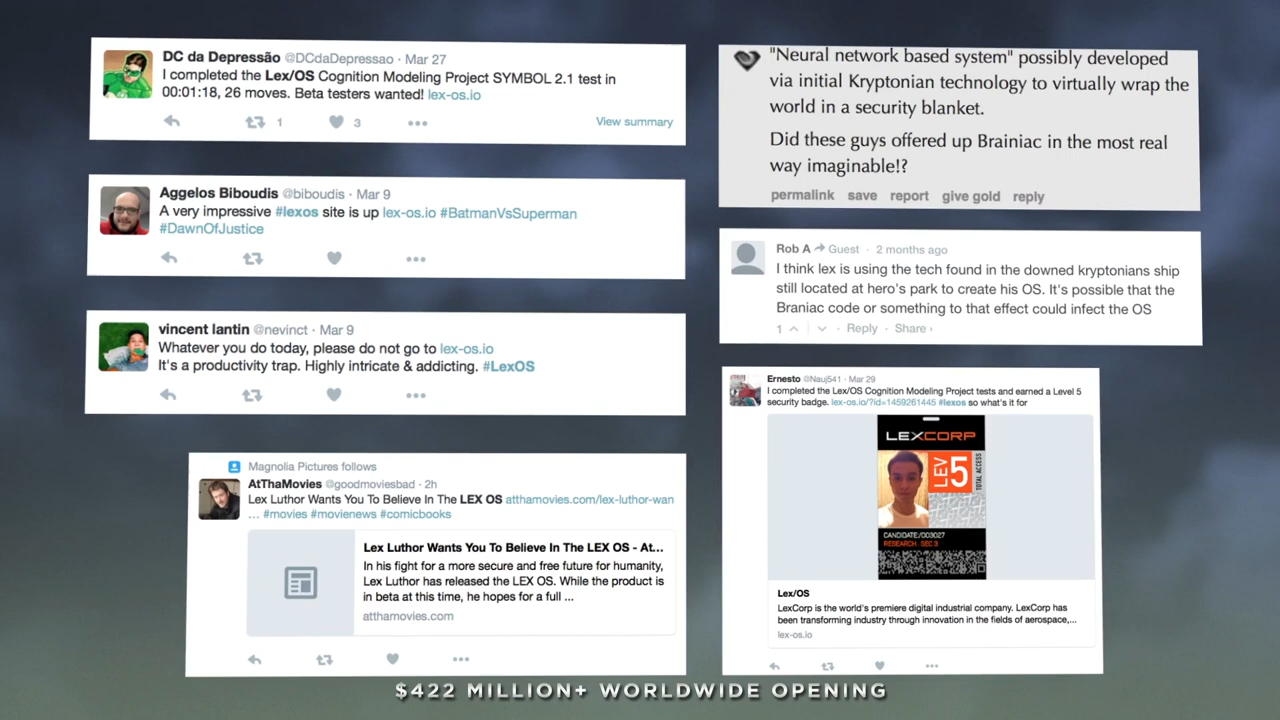 DC da Depressão @DCdaDepressao · Mar 27
I completed the Lex/OS Cognition Modeling Project SYMBOL 2.1 test in
00:01:18, 26 moves. Beta testers wanted! lex-os.io
1 3 View summary
Aggelos Biboudis @biboudis · Mar 9
A very impressive #lexos site is up lex-os.io #BatmanVsSuperman
#DawnOfJustice
vincent lantin @nevinct · Mar 9
Whatever you do today, please do not go to lex-os.io
It's a productivity trap. Highly intricate & addicting. #LexOS
Magnolia Pictures follows
AtThaMovies @goodmoviesbad · 2h
Lex Luthor Wants You To Believe In The LEX OS atthamovies.com/lex-luthor-wan
... #movies #movienews #comicbooks
Lex Luthor Wants You To Believe In The LEX OS - At...
In his fight for a more secure and free future for humanity,
Lex Luthor has released the LEX OS. While the product is
in beta at this time, he hopes for a full ...
atthamovies.com
"Neural network based system" possibly developed
via initial Kryptonian technology to virtually wrap the
world in a security blanket.
Did these guys offered up Brainiac in the most real
way imaginable!?
permalink save report give gold reply
Rob A Guest · 2 months ago
I think lex is using the tech found in the downed kryptonians ship
still located at hero's park to create his OS. It's possible that the
Braniac code or something to that effect could infect the OS
1 Reply · Share ›
Ernesto @Nauj541 · Mar 29
I completed the Lex/OS Cognition Modeling Project tests and earned a Level 5
security badge. lex-os.io/?id=1459261445 #lexos so what's it for
LEXCORP
LEV 5 TOTAL ACCESS
CANDIDATE/003027
RESEARCH SEC 3
Lex/OS
LexCorp is the world's premiere digital industrial company. LexCorp has
been transforming industry through innovation in the fields of aerospace,...
lex-os.io
$422 MILLION+ WORLDWIDE OPENING